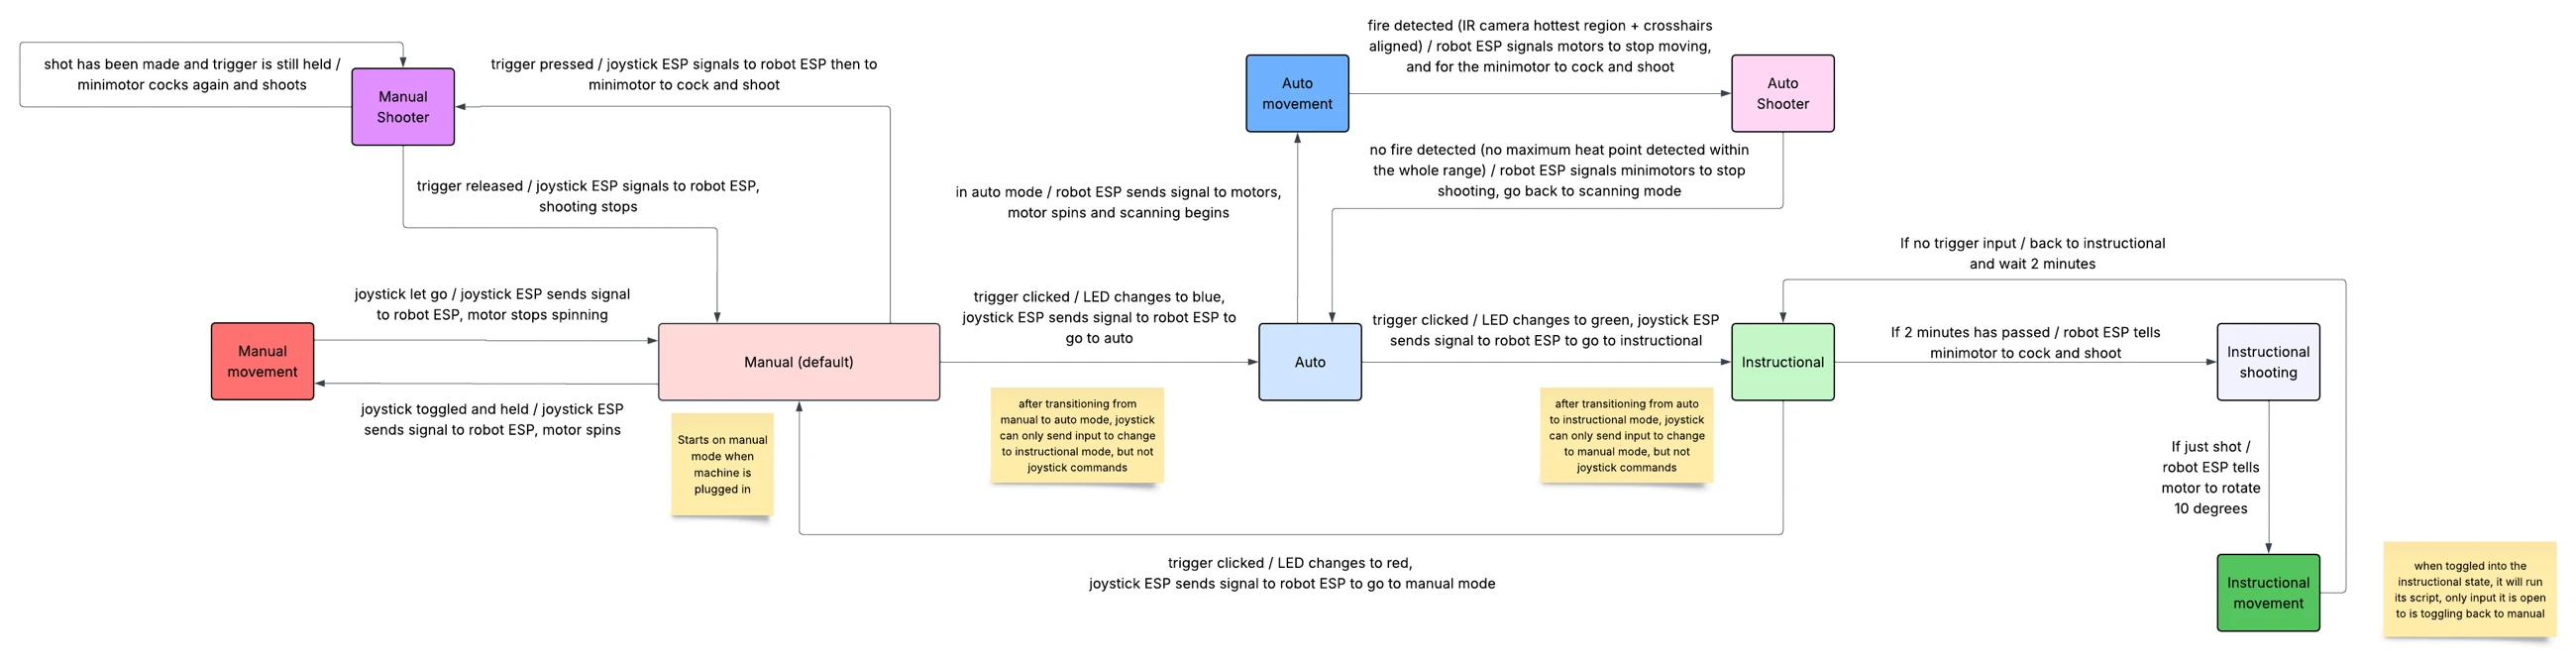 shot has been made and trigger is still held /
minimotor cocks again and shoots
Manual
Shooter
trigger pressed / joystick ESP signals to robot ESP then to
minimotor to cock and shoot
trigger released / joystick ESP signals to robot ESP,
shooting stops
joystick let go / joystick ESP sends signal
to robot ESP, motor stops spinning
Manual
movement
joystick toggled and held / joystick ESP
sends signal to robot ESP, motor spins
Manual (default)
Starts on manual
mode when
machine is
plugged in
trigger clicked / LED changes to blue,
joystick ESP sends signal to robot ESP to
go to auto
after transitioning from
manual to auto mode, joystick
can only send input to change
to instructional mode, but not
joystick commands
in auto mode / robot ESP sends signal to motors,
motor spins and scanning begins
Auto
movement
fire detected (IR camera hottest region + crosshairs
aligned) / robot ESP signals motors to stop moving,
and for the minimotor to cock and shoot
Auto
Shooter
no fire detected (no maximum heat point detected within
the whole range) / robot ESP signals minimotors to stop
shooting, go back to scanning mode
Auto
trigger clicked / LED changes to green, joystick ESP
sends signal to robot ESP to go to instructional
after transitioning from auto
to instructional mode, joystick
can only send input to change
to manual mode, but not
joystick commands
Instructional
If no trigger input / back to instructional
and wait 2 minutes
If 2 minutes has passed / robot ESP tells
minimotor to cock and shoot
Instructional
shooting
If just shot /
robot ESP tells
motor to rotate
10 degrees
Instructional
movement
when toggled into the
instructional state, it will run
its script, only input it is open
to is toggling back to manual
trigger clicked / LED changes to red,
joystick ESP sends signal to robot ESP to go to manual mode